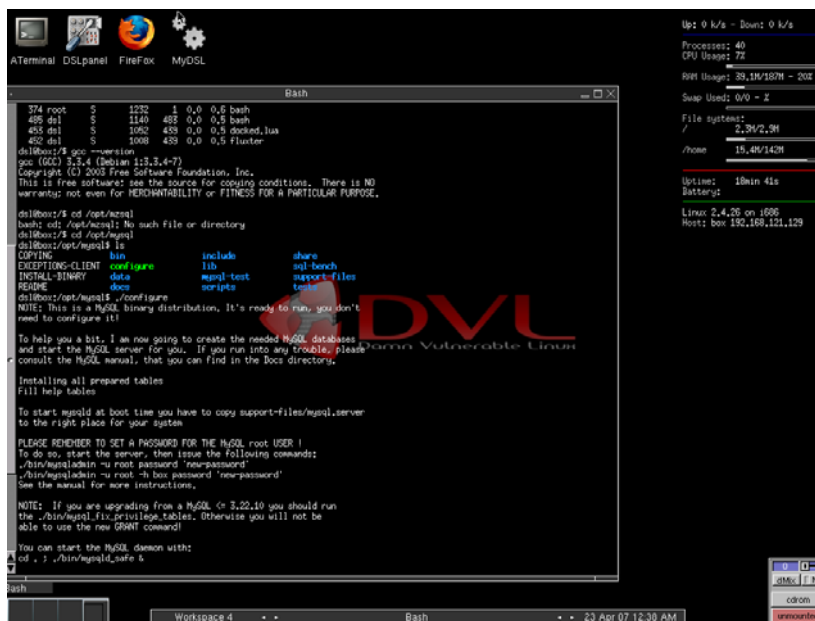 ATerminal DSLpanel FireFox MyDSL
Up: 0 k/s - Down: 0 k/s
Processes: 40
CPU Usage: 7%
RAM Usage: 39.1M/187M - 20%
Swap Used: 0/0 - %
File systems:
/ 2.3M/2.9M
/home 15.4M/142M
Uptime: 18min 41s
Battery:
Linux 2.4.26 on i686
Host: box 192.168.121.129
Bash
374 root S 1232 1 0.0 0.6 bash
485 dsl S 1140 483 0.0 0.5 bash
453 dsl S 1052 439 0.0 0.5 docked.lua
452 dsl S 1008 439 0.0 0.5 fluxter
dsl@box:/$ gcc --version
gcc (GCC) 3.3.4 (Debian 1:3.3.4-7)
Copyright (C) 2003 Free Software Foundation, Inc.
This is free software; see the source for copying conditions. There is NO
warranty; not even for MERCHANTABILITY or FITNESS FOR A PARTICULAR PURPOSE.
dsl@box:/$ cd /opt/mzsql
bash: cd: /opt/mzsql: No such file or directory
dsl@box:/$ cd /opt/mysql
dsl@box:/opt/mysql$ ls
COPYING bin include share
EXCEPTIONS-CLIENT configure lib sql-bench
INSTALL-BINARY data mysql-test support-files
README docs scripts tests
dsl@box:/opt/mysql$ ./configure
NOTE: This is a MySQL binary distribution. It's ready to run, you don't
need to configure it!
To help you a bit, I am now going to create the needed MySQL databases
and start the MySQL server for you. If you run into any trouble, please
consult the MySQL manual, that you can find in the Docs directory.
DVL
Damn Vulnerable Linux
Installing all prepared tables
Fill help tables
To start mysqld at boot time you have to copy support-files/mysql.server
to the right place for your system
PLEASE REMEMBER TO SET A PASSWORD FOR THE MySQL root USER !
To do so, start the server, then issue the following commands:
./bin/mysqladmin -u root password 'new-password'
./bin/mysqladmin -u root -h box password 'new-password'
See the manual for more instructions.
NOTE: If you are upgrading from a MySQL <= 3.22.10 you should run
the ./bin/mysql_fix_privilege_tables. Otherwise you will not be
able to use the new GRANT command!
You can start the MySQL daemon with:
cd . ; ./bin/mysqld_safe &
Bash
0
dMix
cdrom
unmounted
Workspace 4 Bash 23 Apr 07 12:38 AM